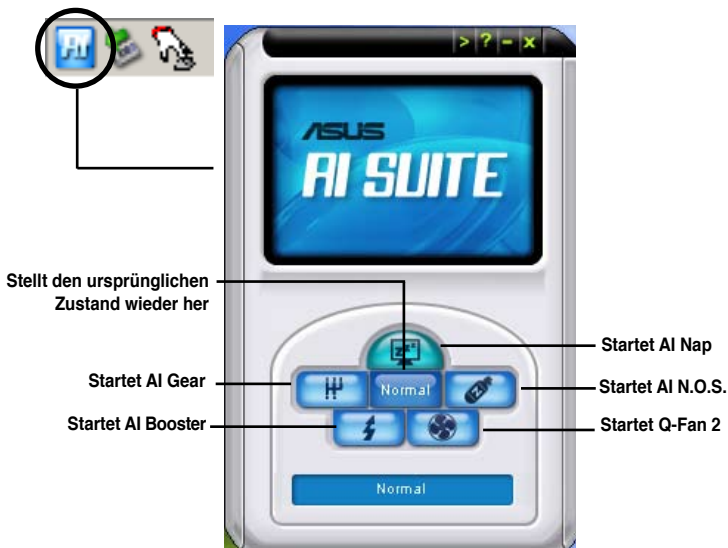 Ai
> ? - x
ASUS
AI SUITE
Stellt den ursprünglichen
Zustand wieder her
Startet AI Nap
Startet AI Gear
Normal
Startet AI N.O.S.
Startet AI Booster
Startet Q-Fan 2
Normal